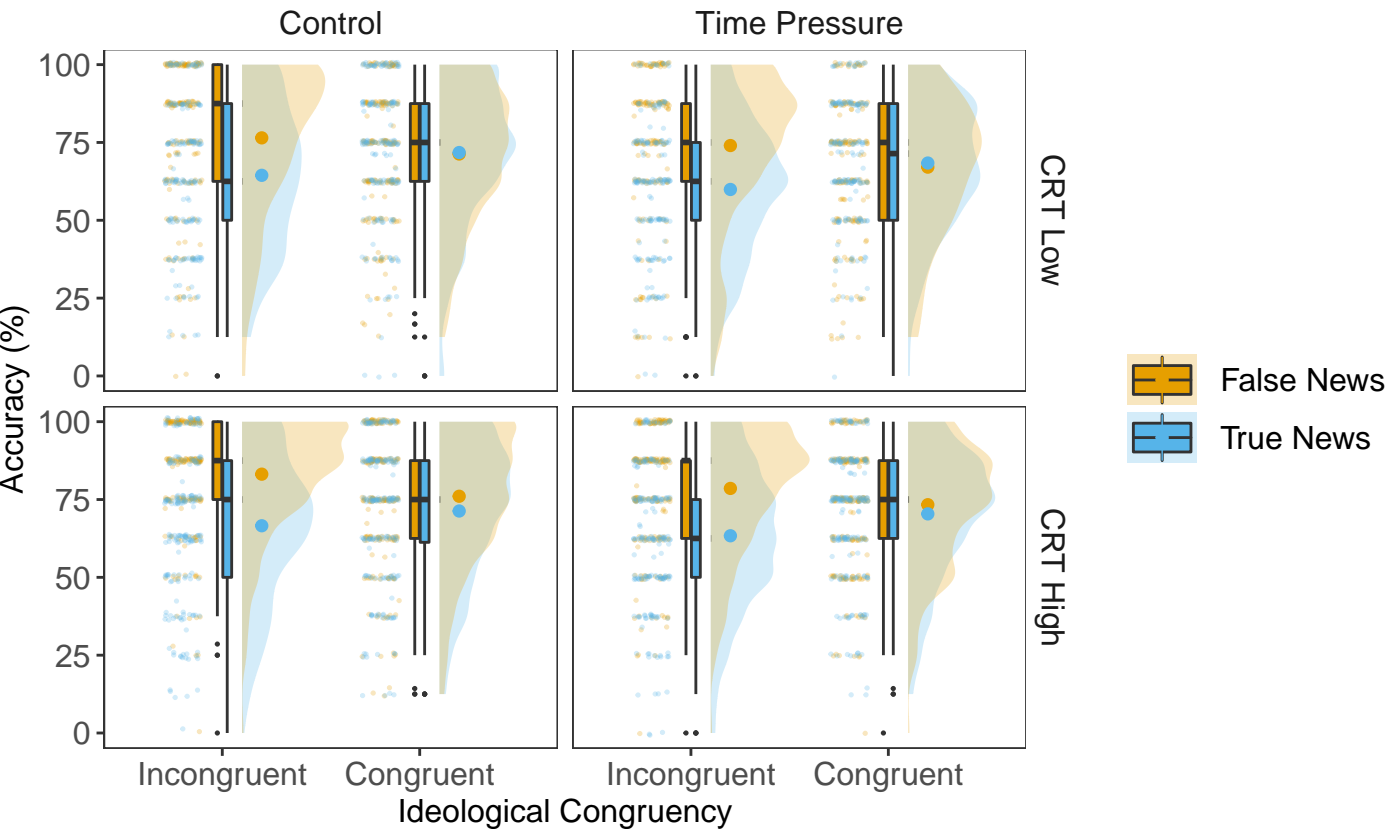 Control
Time Pressure
Accuracy (%)
100
75
50
25
0
CRT Low
100
75
50
25
0
CRT High
Incongruent
Congruent
Incongruent
Congruent
Ideological Congruency
False News
True News